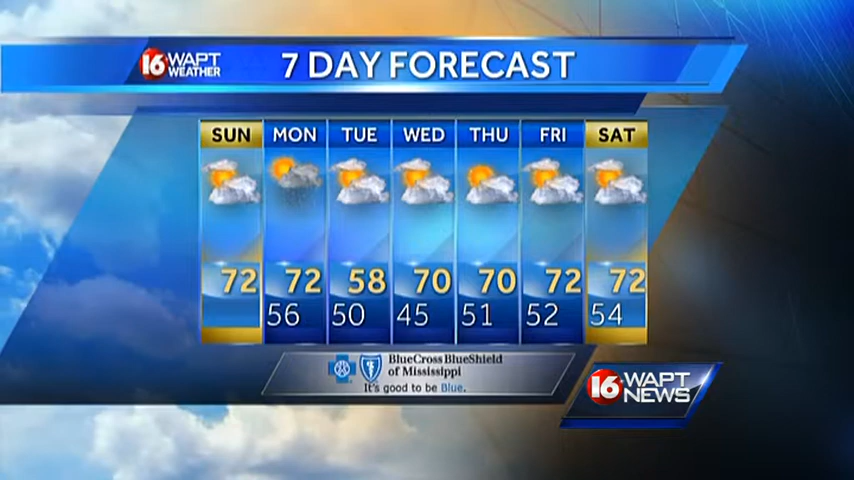 16 WAPT WEATHER
7 DAY FORECAST
SUN MON TUE WED THU FRI SAT
72 72 58 70 70 72 72
56 50 45 51 52 54
BlueCross BlueShield
of Mississippi
It's good to be Blue.
16 WAPT
NEWS